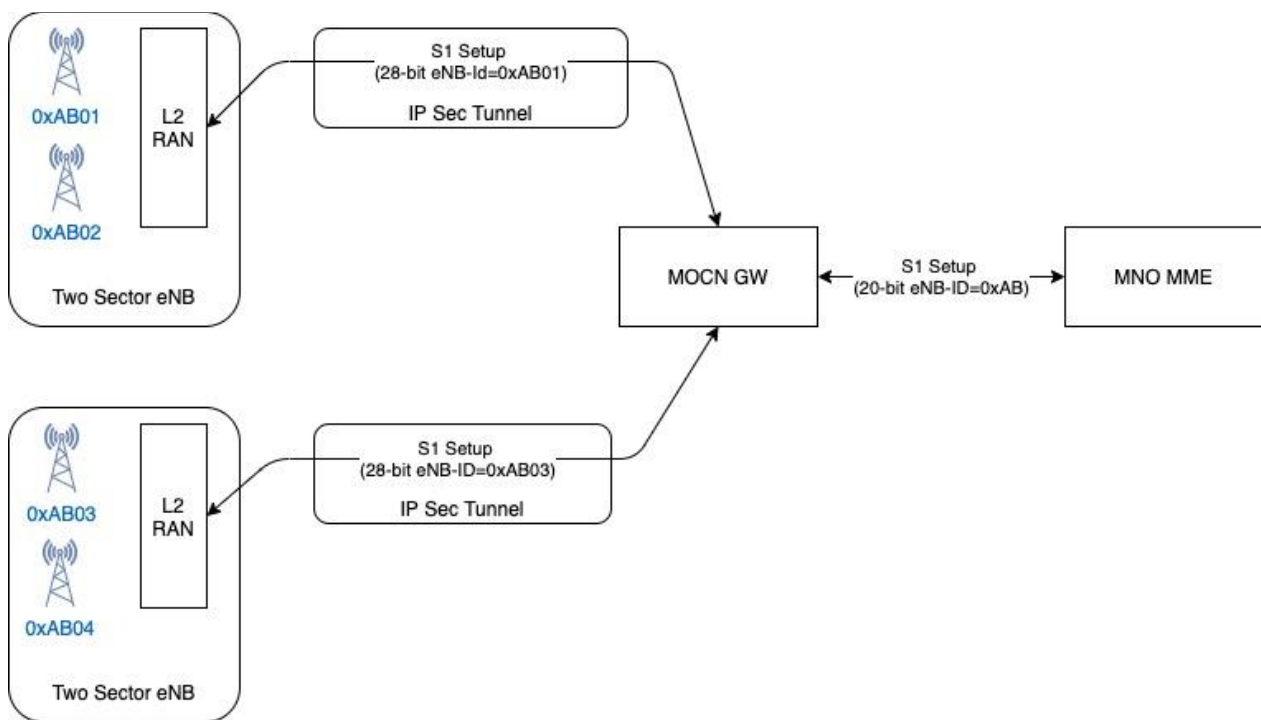 0xAB01
0xAB02
L2
RAN
Two Sector eNB
S1 Setup
(28-bit eNB-Id=0xAB01)
IP Sec Tunnel
MOCN GW
S1 Setup
(20-bit eNB-ID=0xAB)
MNO MME
0xAB03
0xAB04
L2
RAN
Two Sector eNB
S1 Setup
(28-bit eNB-ID=0xAB03)
IP Sec Tunnel